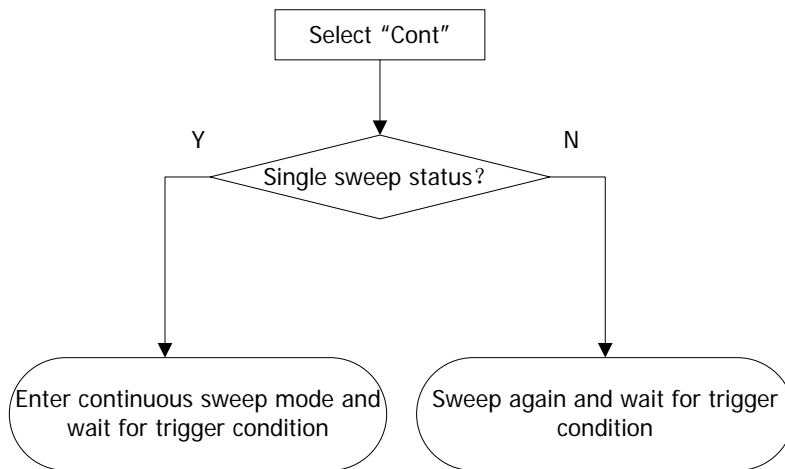 Select “Cont”
Y
N
Single sweep status？
Enter continuous sweep mode and
wait for trigger condition
Sweep again and wait for trigger
condition